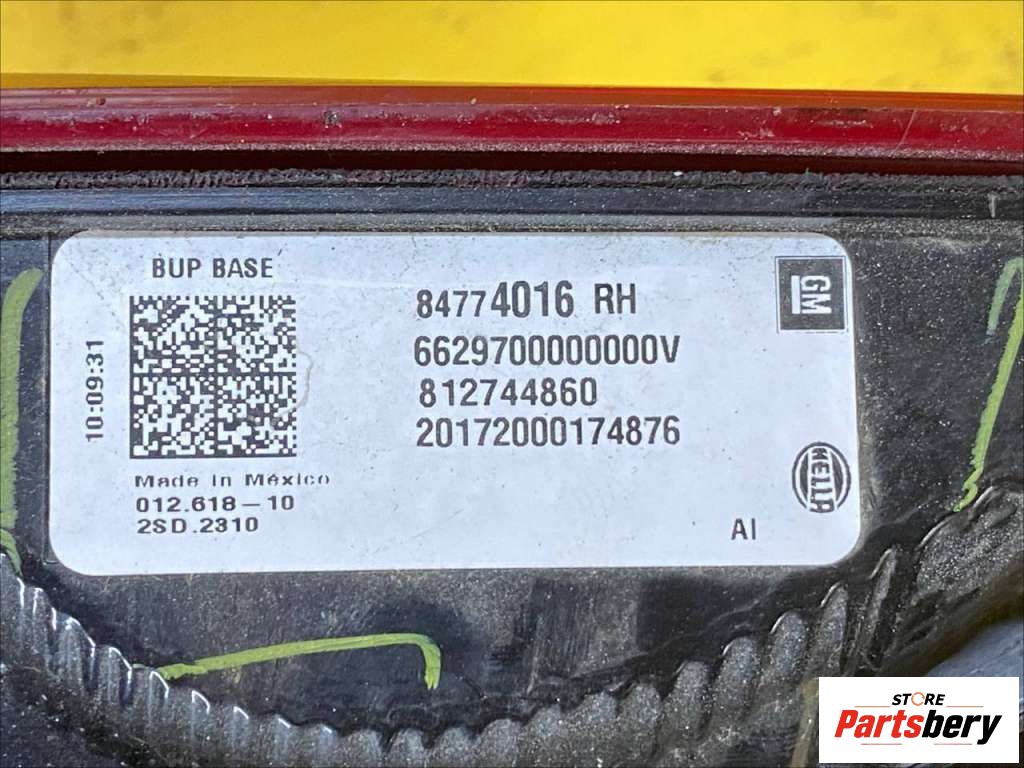 BUP BASE
10:09:31
84774016 RH
6629700000000V
812744860
20172000174876
GM
Made in México
012.618-10
2SD.2310
HELLA
AI
STORE
Partsbery